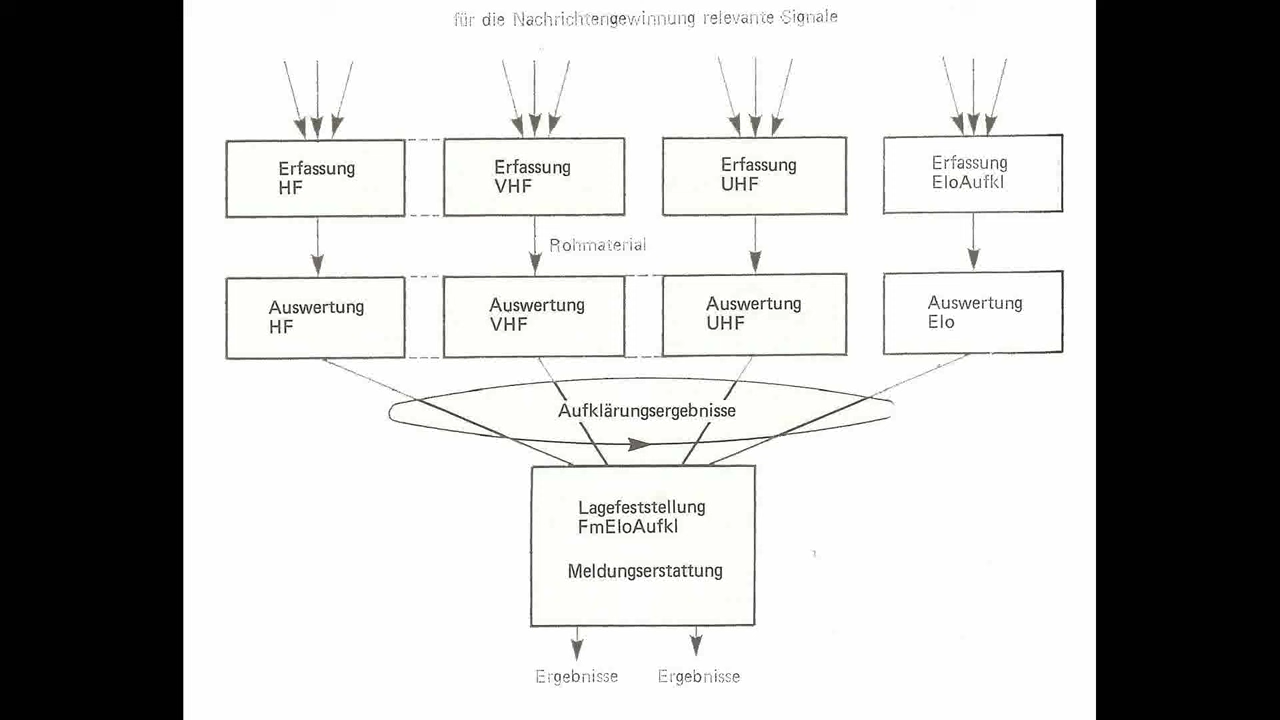 für die Nachrichtengewinnung relevante Signale
Erfassung
HF
Erfassung
VHF
Erfassung
UHF
Erfassung
EloAufkl
Rohmaterial
Auswertung
HF
Auswertung
VHF
Auswertung
UHF
Auswertung
Elo
Aufklärungsergebnisse
Lagefeststellung
FmEloAufkl
Meldungserstattung
Ergebnisse
Ergebnisse